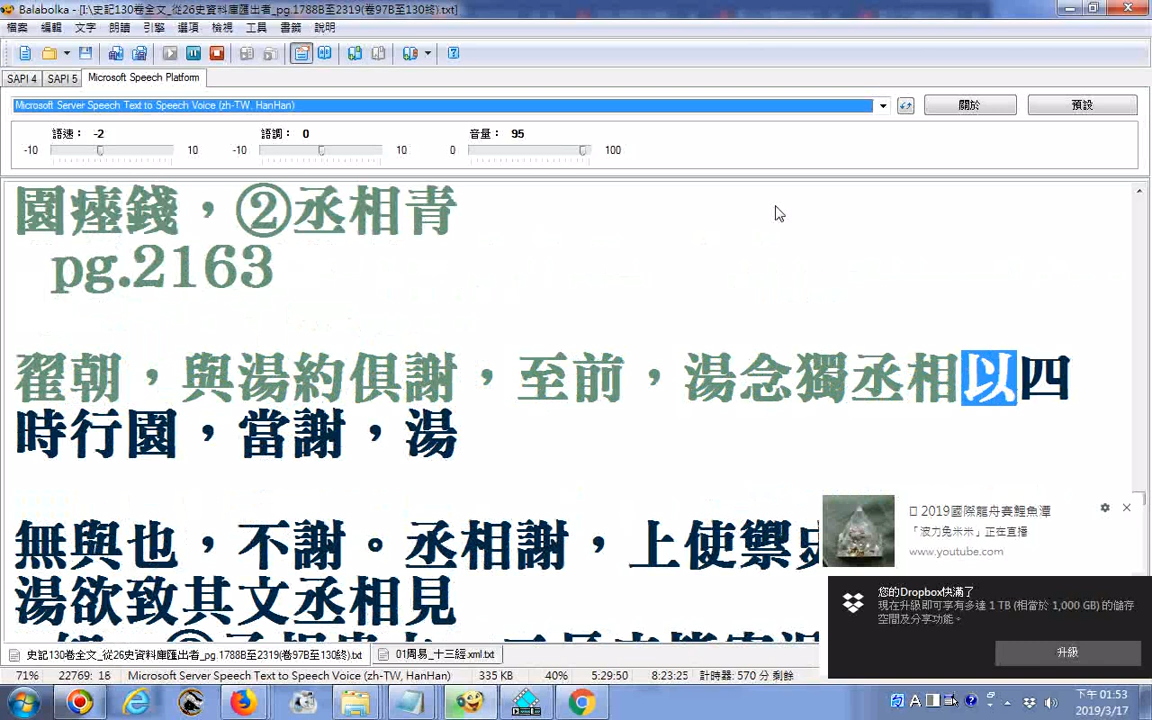 Balabolka - [I:\史記130卷全文_從26史資料庫匯出者_pg.1788B至2319(卷97B至130終).txt]
檔案 編輯 文字 朗讀 引擎 選項 檢視 工具 書籤 說明
SAPI 4 SAPI 5 Microsoft Speech Platform
Microsoft Server Speech Text to Speech Voice (zh-TW, HanHan)
關於
預設
語速： -2
語調： 0
音量： 95
-10 10 -10 10 0 100
園瘞錢，②丞相青
pg.2163
翟朝，與湯約俱謝，至前，湯念獨丞相以四
時行園，當謝，湯
無與也，不謝。丞相謝，上使禦史
湯欲致其文丞相見
2019國際龍舟賽鯉魚潭
「波力兔米米」正在直播
www.youtube.com
您的Dropbox快滿了
現在升級即可享有多達 1 TB (相當於 1,000 GB) 的儲存
空間及分享功能。
升級
史記130卷全文_從26史資料庫匯出者_pg.1788B至2319(卷97B至130終).txt 01周易_十三經.xml.txt
71% 22769: 18 Microsoft Server Speech Text to Speech Voice (zh-TW, HanHan) 335 KB 40% 5:29:50 8:23:25 計時器: 570 分 剩餘
下午 01:53
2019/3/17